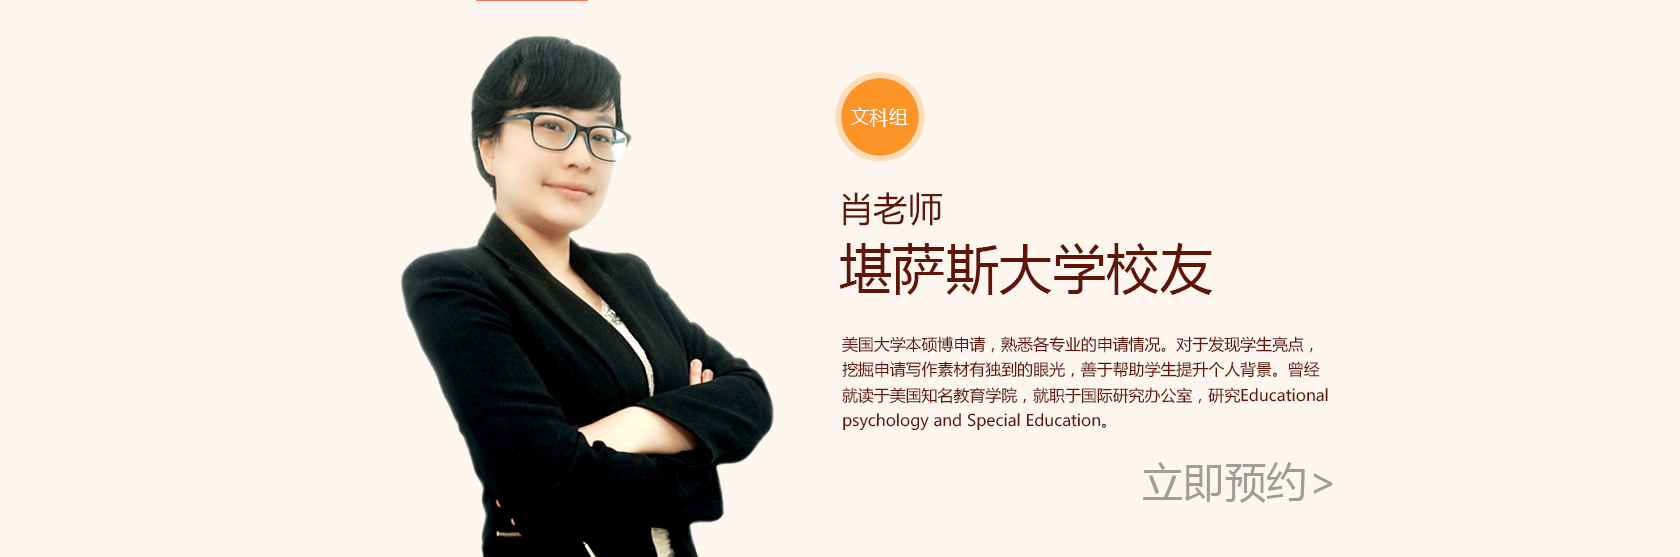 文科组
肖老师
堪萨斯大学校友
美国大学本硕博申请，熟悉各专业的申请情况。对于发现学生亮点，
挖掘申请写作素材有独到的眼光，善于帮助学生提升个人背景。曾经
就读于美国知名教育学院，就职于国际研究办公室，研究Educational
psychology and Special Education。
立即预约>